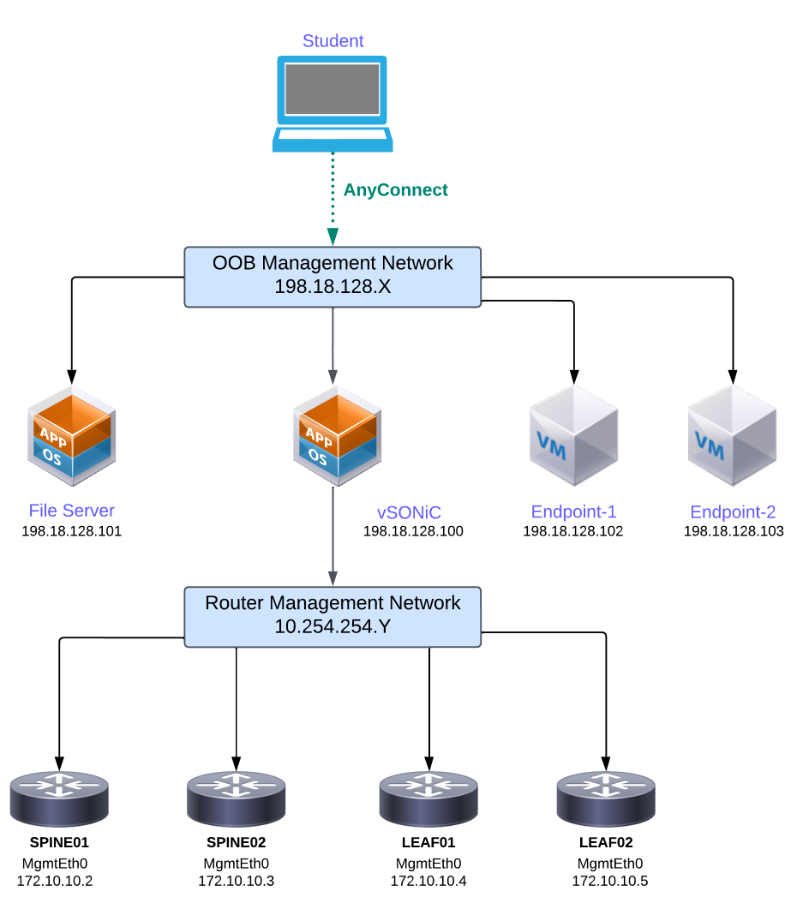 Student
AnyConnect
OOB Management Network
198.18.128.X
APP
OS
APP
OS
VM
VM
File Server
198.18.128.101
vSONiC
198.18.128.100
Endpoint-1
198.18.128.102
Endpoint-2
198.18.128.103
Router Management Network
10.254.254.Y
SPINE01
MgmtEth0
172.10.10.2
SPINE02
MgmtEth0
172.10.10.3
LEAF01
MgmtEth0
172.10.10.4
LEAF02
MgmtEth0
172.10.10.5